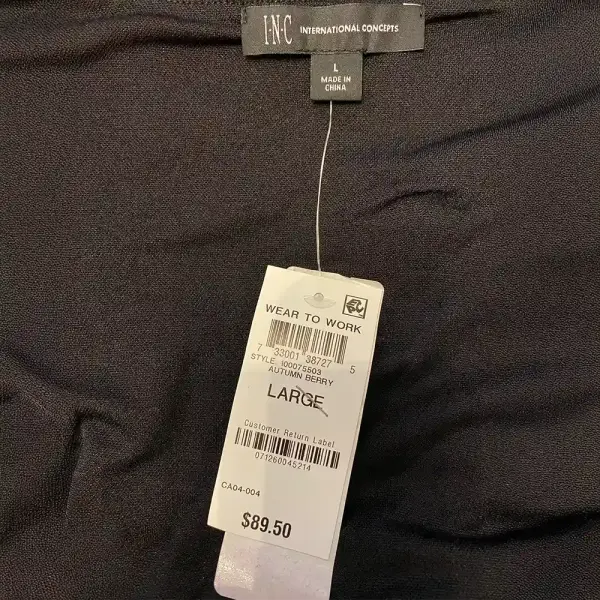 I·N·C INTERNATIONAL CONCEPTS
L
MADE IN
CHINA
WEAR TO WORK
7 33001 38727 5
STYLE: I00075503
AUTUMN BERRY
LARGE
Customer Return Label
071260045214
CA04-004
$89.50